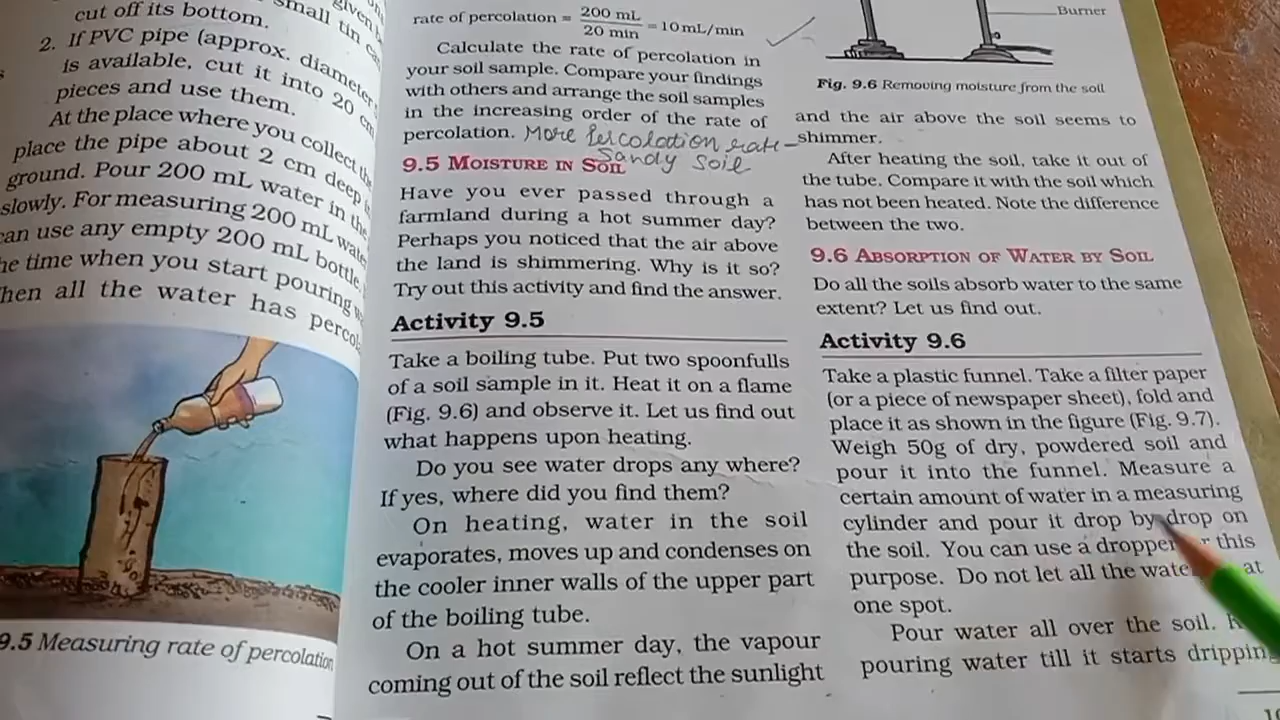 cut off its bottom.
small tin
given
2. If PVC pipe (approx. diameter
is available, cut it into 20 cm
pieces and use them.
At the place where you collect the
place the pipe about 2 cm deep
ground. Pour 200 mL water in the
slowly. For measuring 200 mL
can use any empty 200 mL bottle.
time when you start pouring
all the water has
9.5 Measuring rate of percolation
rate of percolation = 200 mL / 20 min = 10 mL/min
Calculate the rate of percolation in
your soil sample. Compare your findings
with others and arrange the soil samples
in the increasing order of the rate of
percolation. More Percolation rate-
Sandy Soil
9.5 MOISTURE IN SOIL
Have you ever passed through a
farmland during a hot summer day?
Perhaps you noticed that the air above
the land is shimmering. Why is it so?
Try out this activity and find the answer.
Activity 9.5
Take a boiling tube. Put two spoonfulls
of a soil sample in it. Heat it on a flame
(Fig. 9.6) and observe it. Let us find out
what happens upon heating.
Do you see water drops any where?
If yes, where did you find them?
On heating, water in the soil
evaporates, moves up and condenses on
the cooler inner walls of the upper part
of the boiling tube.
On a hot summer day, the vapour
coming out of the soil reflect the sunlight
Burner
Fig. 9.6 Removing moisture from the soil
and the air above the soil seems to
shimmer.
After heating the soil, take it out of
the tube. Compare it with the soil which
has not been heated. Note the difference
between the two.
9.6 ABSORPTION OF WATER BY SOIL
Do all the soils absorb water to the same
extent? Let us find out.
Activity 9.6
Take a plastic funnel. Take a filter paper
(or a piece of newspaper sheet), fold and
place it as shown in the figure (Fig. 9.7).
Weigh 50g of dry, powdered soil and
pour it into the funnel. Measure a
certain amount of water in a measuring
cylinder and pour it drop by drop on
the soil. You can use a dropper this
purpose. Do not let all the at
one spot.
Pour water all over the soil.
pouring water till it starts dripping